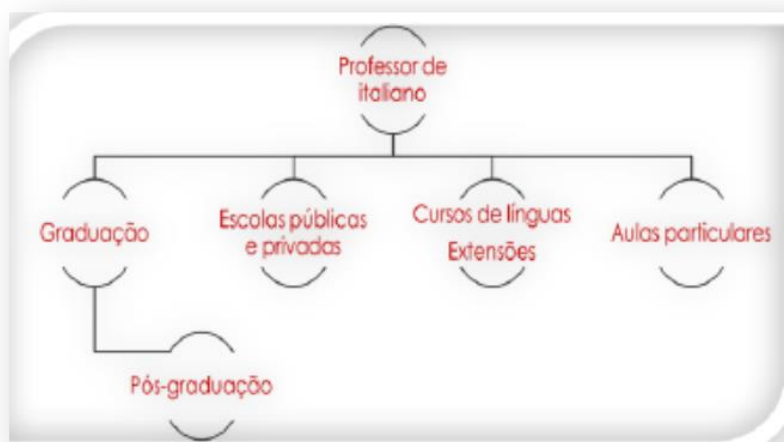 Professor de
italiano
Graduação
Escolas públicas
e privadas
Cursos de línguas
Extensões
Aulas particulares
Pós-graduação